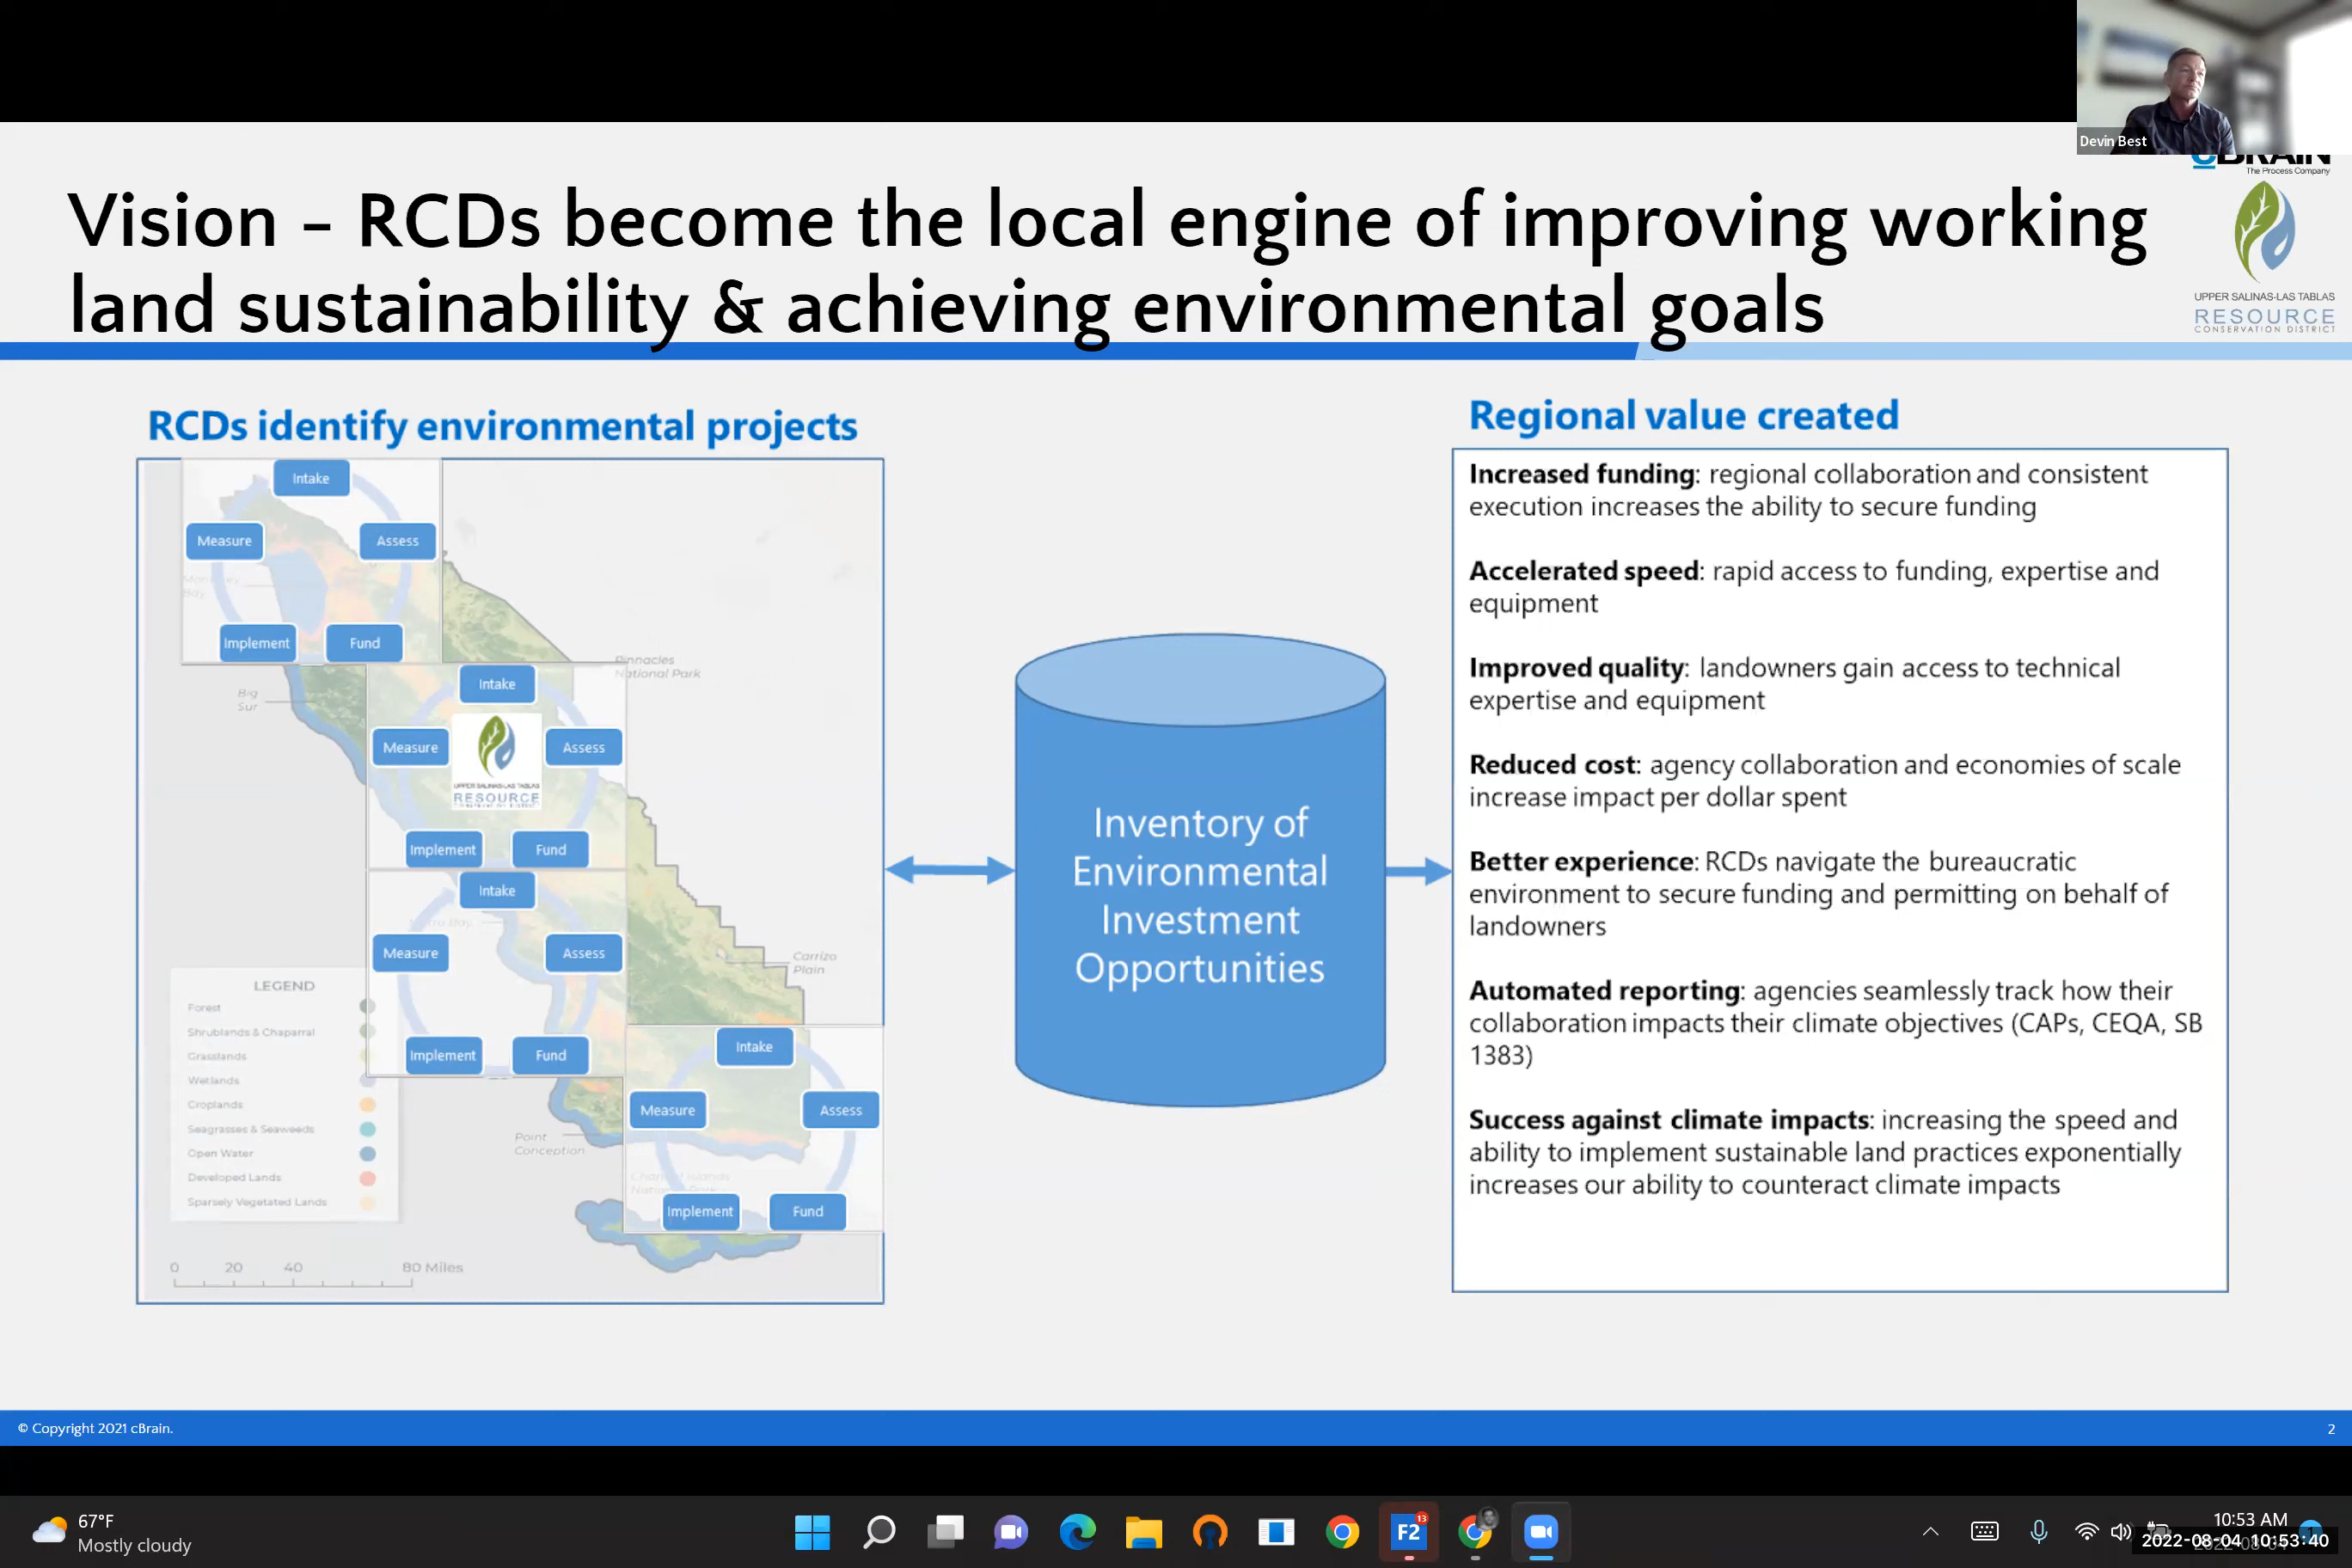 Devin Best
BRAIN
The Process Company
Vision – RCDs become the local engine of improving working
land sustainability & achieving environmental goals
UPPER SALINAS-LAS TABLAS
RESOURCE
CONSERVATION DISTRICT
RCDs identify environmental projects
Intake
Measure
Assess
Implement
Fund
Pinnacles
National Park
Big
Sur
Intake
Measure
Assess
UPPER SALINAS-LAS TABLAS
RESOURCE
Implement
Fund
Intake
Measure
Assess
Implement
Fund
Carrizo
Plain
Intake
Measure
Assess
Implement
Fund
Point
Conception
LEGEND
Forest
Shrublands & Chaparral
Grasslands
Wetlands
Croplands
Seagrasses & Seaweeds
Open Water
Developed Lands
Sparsely Vegetated Lands
0 20 40 80 Miles
Inventory of
Environmental
Investment
Opportunities
Regional value created
Increased funding: regional collaboration and consistent
execution increases the ability to secure funding
Accelerated speed: rapid access to funding, expertise and
equipment
Improved quality: landowners gain access to technical
expertise and equipment
Reduced cost: agency collaboration and economies of scale
increase impact per dollar spent
Better experience: RCDs navigate the bureaucratic
environment to secure funding and permitting on behalf of
landowners
Automated reporting: agencies seamlessly track how their
collaboration impacts their climate objectives (CAPs, CEQA, SB
1383)
Success against climate impacts: increasing the speed and
ability to implement sustainable land practices exponentially
increases our ability to counteract climate impacts
© Copyright 2021 cBrain.
2
67°F
Mostly cloudy
F2
13
10:53 AM
2022-08-04 10:53:40